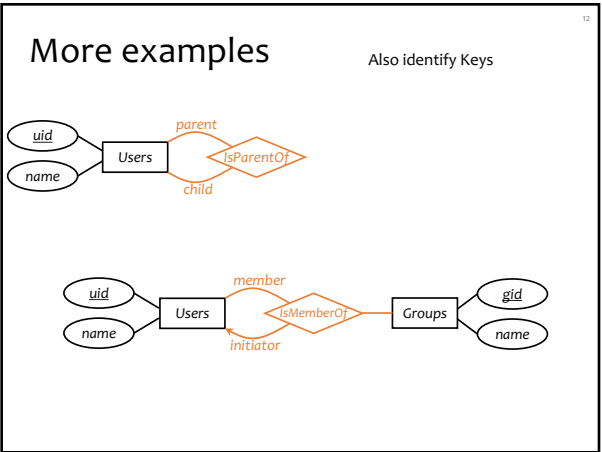 12
More examples
Also identify Keys
uid
name
Users
parent
child
IsParentOf
uid
name
Users
member
initiator
IsMemberOf
Groups
gid
name